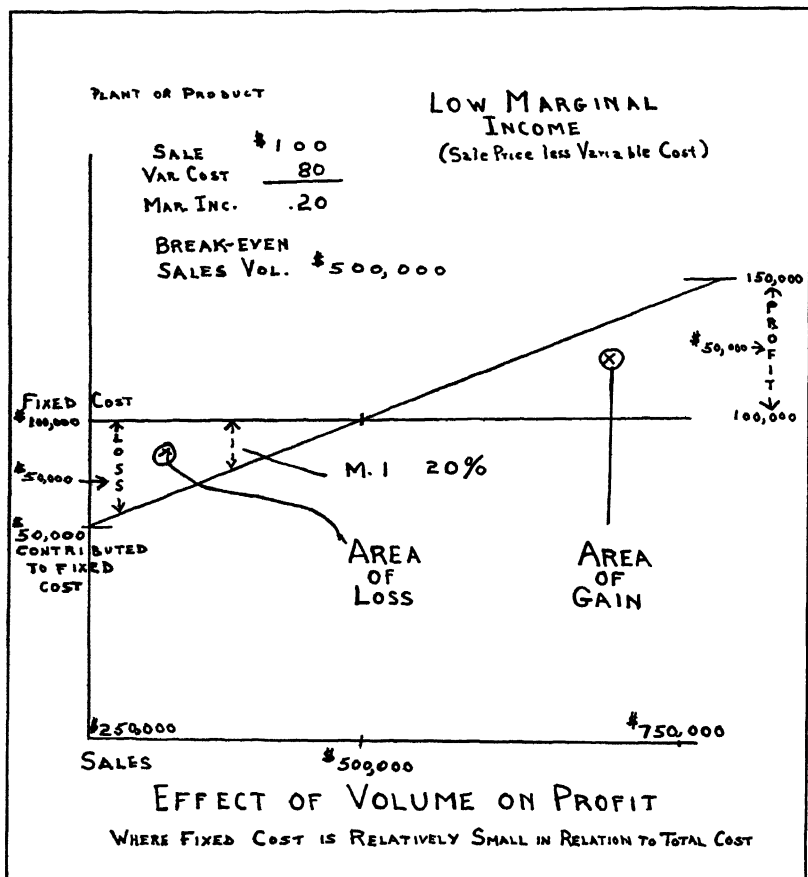 PLANT OR PRODUCT
LOW MARGINAL
INCOME
(Sale Price less Variable Cost)
SALE $100
VAR COST 80
MAR INC. .20
BREAK-EVEN
SALES VOL. $500,000
150,000
PROFIT
$50,000
FIXED COST
$100,000
100,000
LOSS
$50,000
M.I 20%
$50,000
CONTRIBUTED
TO FIXED
COST
AREA
OF
LOSS
AREA
OF
GAIN
$250,000
$750,000
SALES
$500,000
EFFECT OF VOLUME ON PROFIT
WHERE FIXED COST IS RELATIVELY SMALL IN RELATION TO TOTAL COST